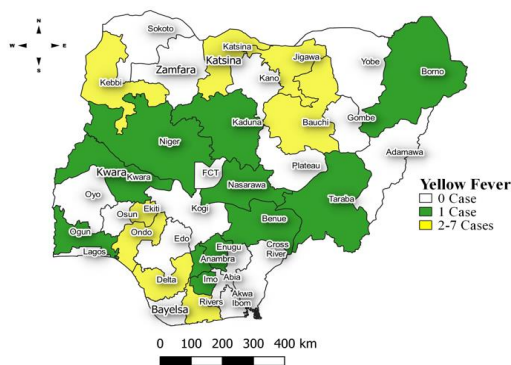 N
W E
S
Sokoto
Katsina
Zamfara
Katsina
Jigawa
Yobe
Borno
Kebbi
Kano
Bauchi
Gombe
Kaduna
Niger
Adamawa
Plateau
FCT
Kwara
Kwara
Nasarawa
Taraba
Oyo
Kogi
Ekiti
Osun
Benue
Ogun
Ondo
Edo
Enugu
Cross
River
Lagos
Anambra
Delta
Imo
Abia
Rivers
Akwa
Ibom
Bayelsa
Yellow Fever
0 Case
1 Case
2-7 Cases
0 100 200 300 400 km